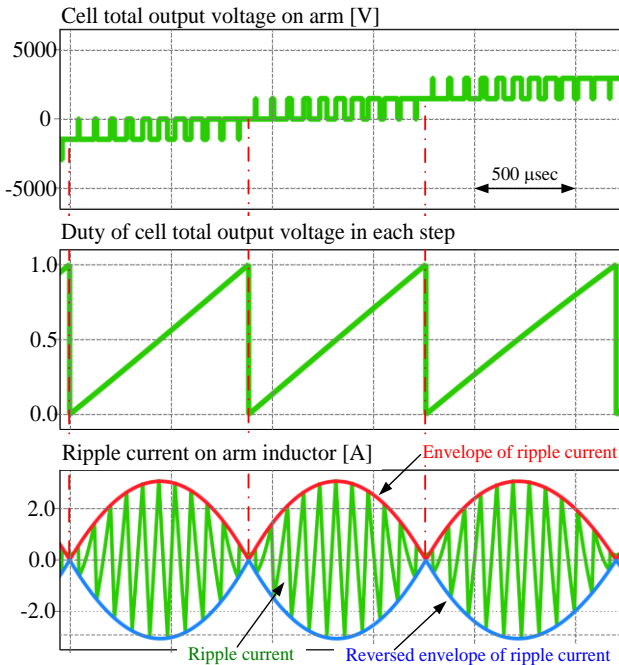 Cell total output voltage on arm [V]
5000
0
-5000
500 μsec
Duty of cell total output voltage in each step
1.0
0.5
0.0
Ripple current on arm inductor [A]
Envelope of ripple current
2.0
0.0
-2.0
Ripple current
Reversed envelope of ripple current